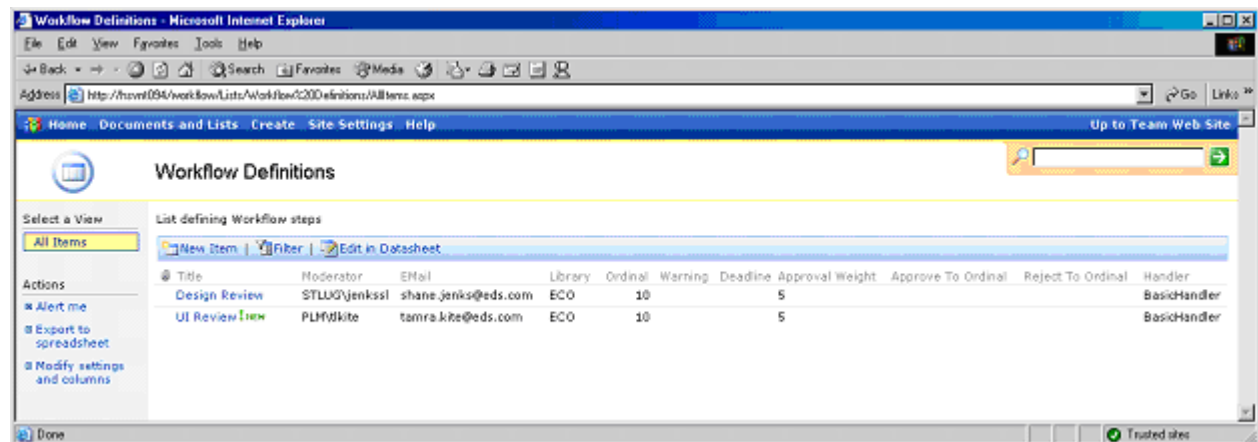 Workflow Definitions - Microsoft Internet Explorer
File Edit View Favorites Tools Help
Back Search Favorites Media
Address http://hsvnt094/workflow/Lists/Workflow%20Definitions/AllItems.aspx Go Links »
Home Documents and Lists Create Site Settings Help Up to Team Web Site
Workflow Definitions
Select a View
All Items
Actions
Alert me
Export to
spreadsheet
Modify settings
and columns
List defining Workflow steps
New Item | Filter | Edit in Datasheet
Title Moderator EMail Library Ordinal Warning Deadline Approval Weight Approve To Ordinal Reject To Ordinal Handler
Design Review STLUG\jenkssl shane.jenks@eds.com ECO 10 5 BasicHandler
UI Review ! NEW tamra.kite@eds.com ECO 10 5 BasicHandler
Done Trusted sites